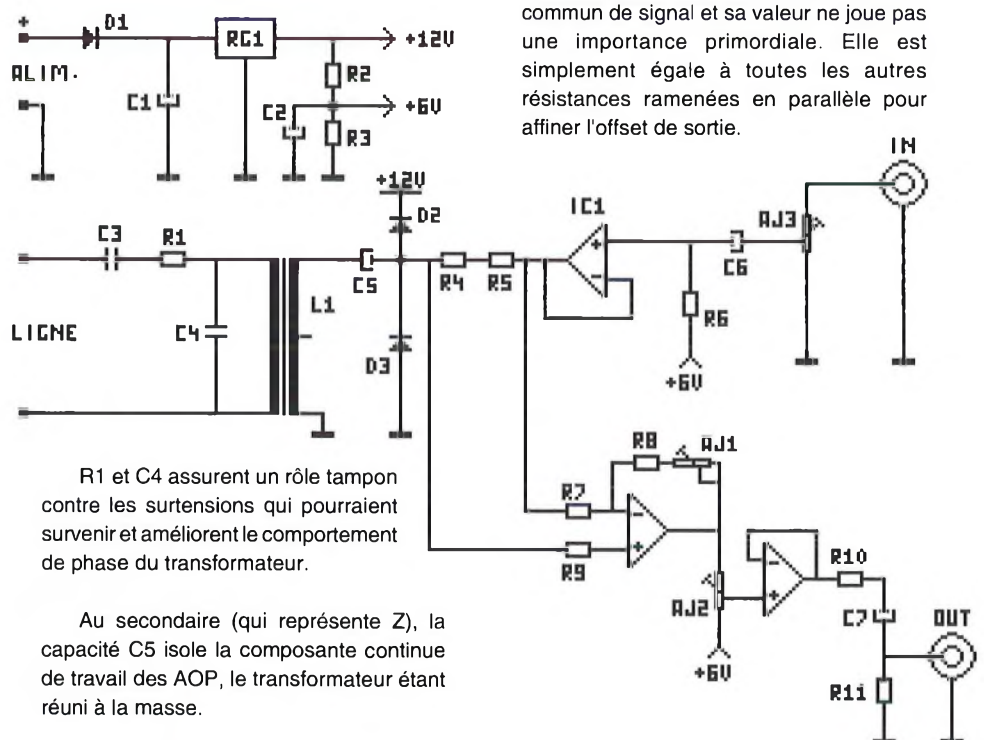 commun de signal et sa valeur ne joue pas
une importance primordiale. Elle est
simplement égale à toutes les autres
résistances ramenées en parallèle pour
affiner l'offset de sortie.
+
D1
RG1
+12V
ALIM.
C1
R2
C2
+6V
R3
IN
+12V
D2
IC1
AJ3
C3
R1
+
-
C6
C5
R4
R5
L1
R6
LIGNE
C4
D3
+6V
R8
AJ1
R1 et C4 assurent un rôle tampon
contre les surtensions qui pourraient
survenir et améliorent le comportement
de phase du transformateur.
R7
-
+
R9
-
+
R10
AJ2
C7
OUT
+6V
R11
Au secondaire (qui représente Z), la
capacité C5 isole la composante continue
de travail des AOP, le transformateur étant
réuni à la masse.